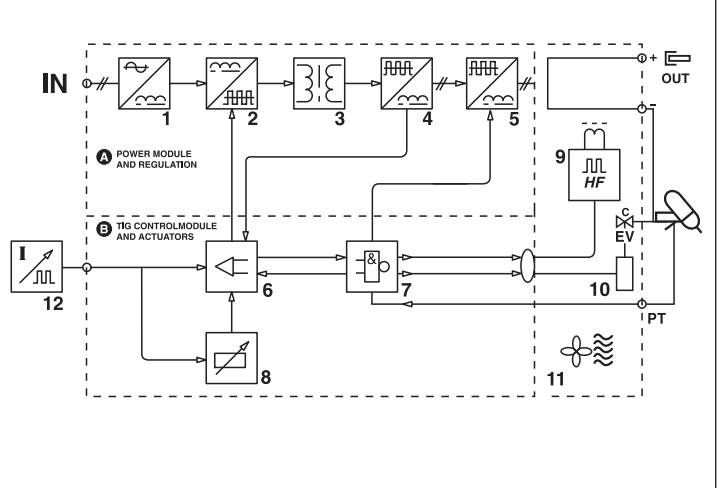 IN
1
2
3
4
5
+
OUT
-
A POWER MODULE
AND REGULATION
9
HF
B TIG CONTROLMODULE
AND ACTUATORS
C
EV
I
12
6
&
7
10
PT
8
11